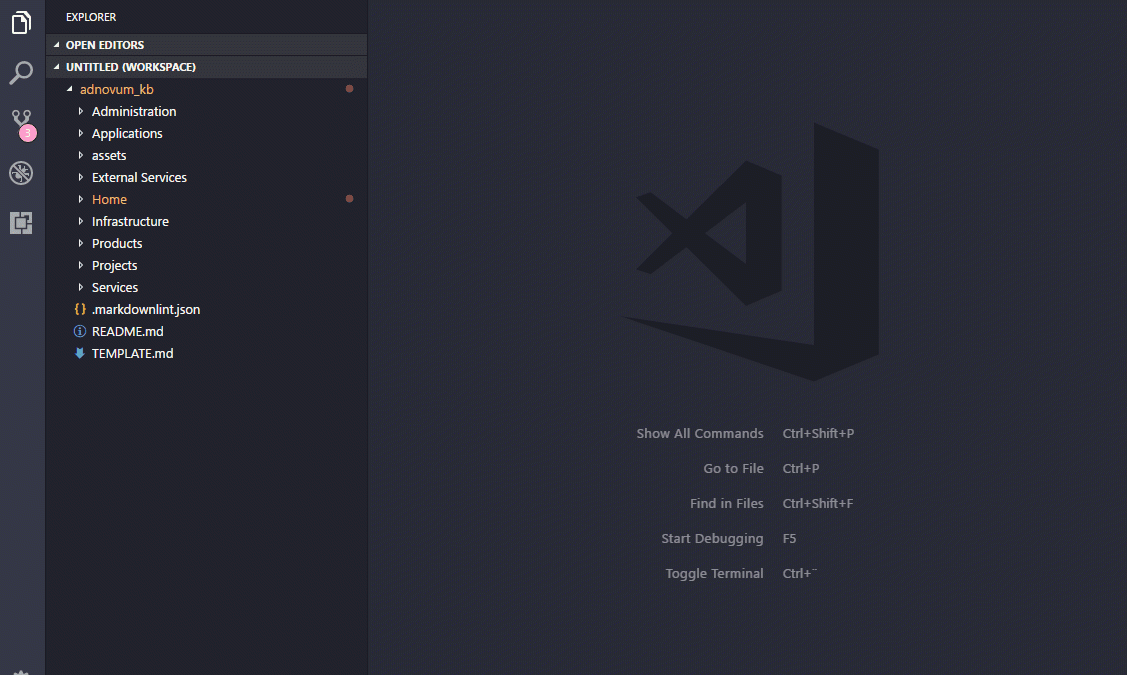 EXPLORER
OPEN EDITORS
UNTITLED (WORKSPACE)
adnovum_kb
Administration
Applications
assets
External Services
Home
Infrastructure
Products
Projects
Services
{} .markdownlint.json
README.md
TEMPLATE.md
3
Show All Commands Ctrl+Shift+P
Go to File Ctrl+P
Find in Files Ctrl+Shift+F
Start Debugging F5
Toggle Terminal Ctrl+¨